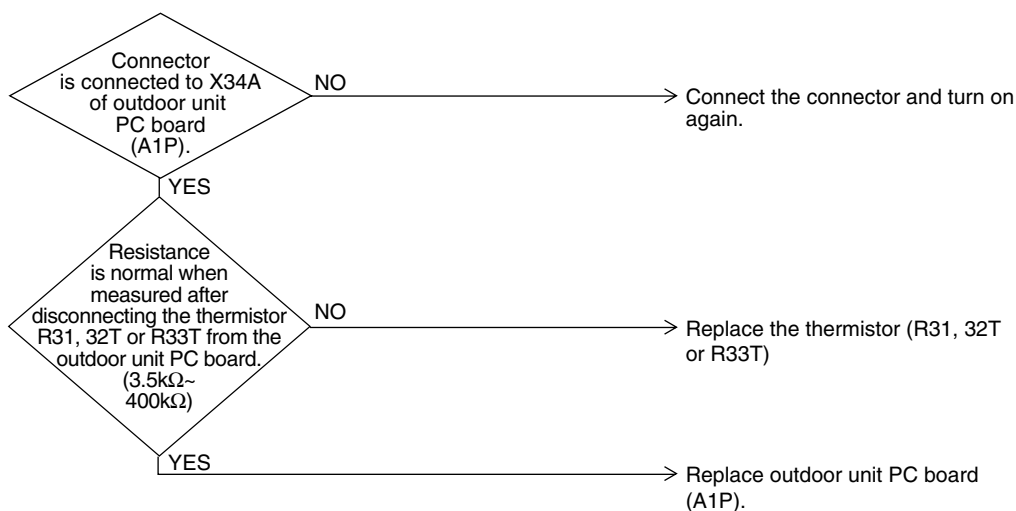 Connector
is connected to X34A
of outdoor unit
PC board
(A1P).
NO
Connect the connector and turn on
again.
YES
Resistance
is normal when
measured after
disconnecting the thermistor
R31, 32T or R33T from the
outdoor unit PC board.
(3.5kΩ~
400kΩ)
NO
Replace the thermistor (R31, 32T
or R33T)
YES
Replace outdoor unit PC board
(A1P).